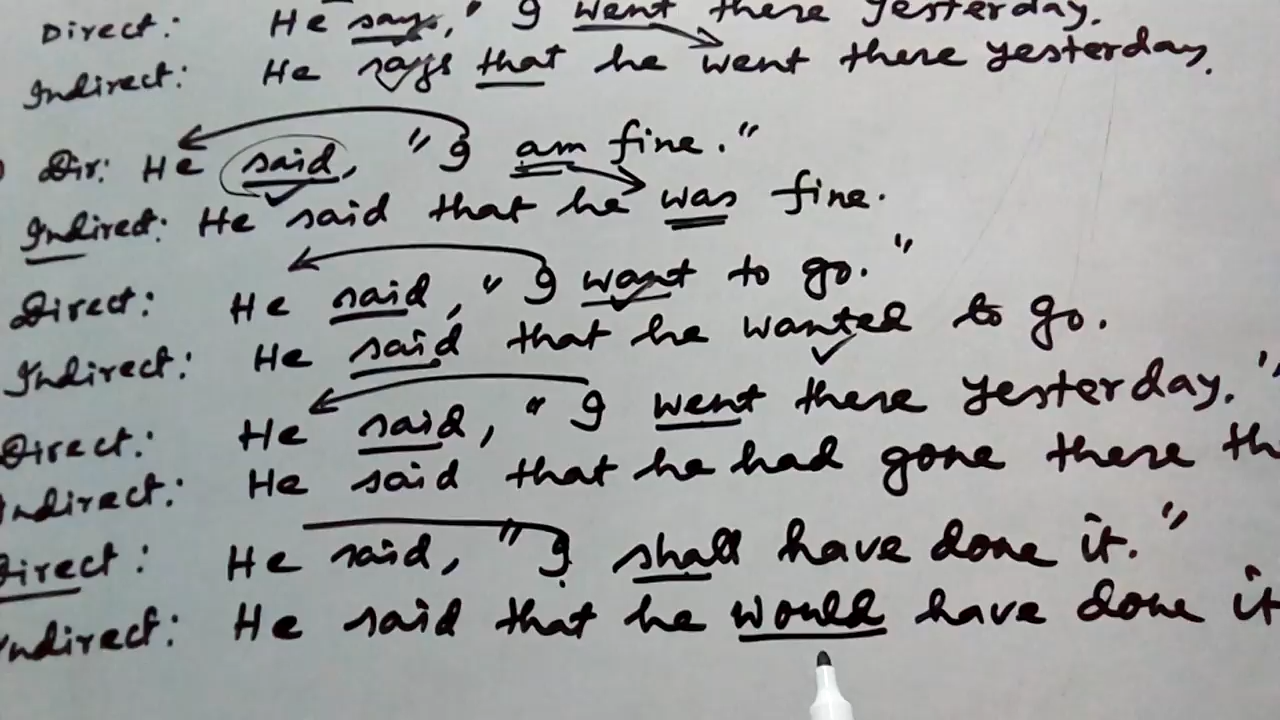 Direct: He says, "I went there yesterday.
Indirect: He says that he went there yesterday.
Dir: He said, "I am fine."
Indirect: He said that he was fine.
Direct: He said, "I want to go."
Indirect: He said that he wanted to go.
Direct: He said, "I went there yesterday."
Indirect: He said that he had gone there th
Direct: He said, "I shall have done it."
Indirect: He said that he would have done it